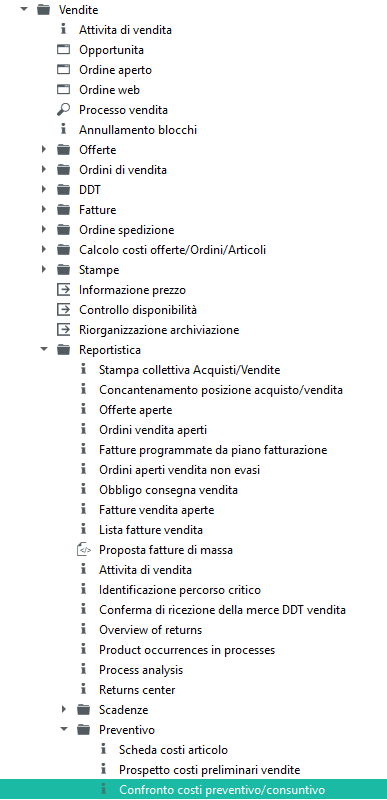 Vendite
Attivita di vendita
Opportunita
Ordine aperto
Ordine web
Processo vendita
Annullamento blocchi
Offerte
Ordini di vendita
DDT
Fatture
Ordine spedizione
Calcolo costi offerte/Ordini/Articoli
Stampe
Informazione prezzo
Controllo disponibilità
Riorganizzazione archiviazione
Reportistica
Stampa collettiva Acquisti/Vendite
Concantenamento posizione acquisto/vendita
Offerte aperte
Ordini vendita aperti
Fatture programmate da piano fatturazione
Ordini aperti vendita non evasi
Obbligo consegna vendita
Fatture vendita aperte
Lista fatture vendita
Proposta fatture di massa
Attivita di vendita
Identificazione percorso critico
Conferma di ricezione della merce DDT vendita
Overview of returns
Product occurrences in processes
Process analysis
Returns center
Scadenze
Preventivo
Scheda costi articolo
Prospetto costi preliminari vendite
Confronto costi preventivo/consuntivo